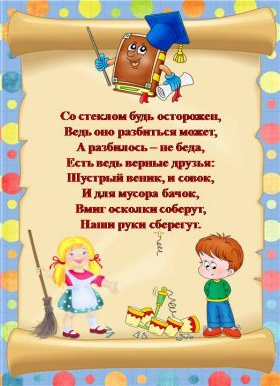 Со стеклом будь осторожен,
Ведь оно разбиться может,
А разбилось – не беда,
Есть ведь верные друзья:
Шустрый веник, и совок,
И для мусора бачок,
Вмиг осколки соберут,
Наши руки сберегут.